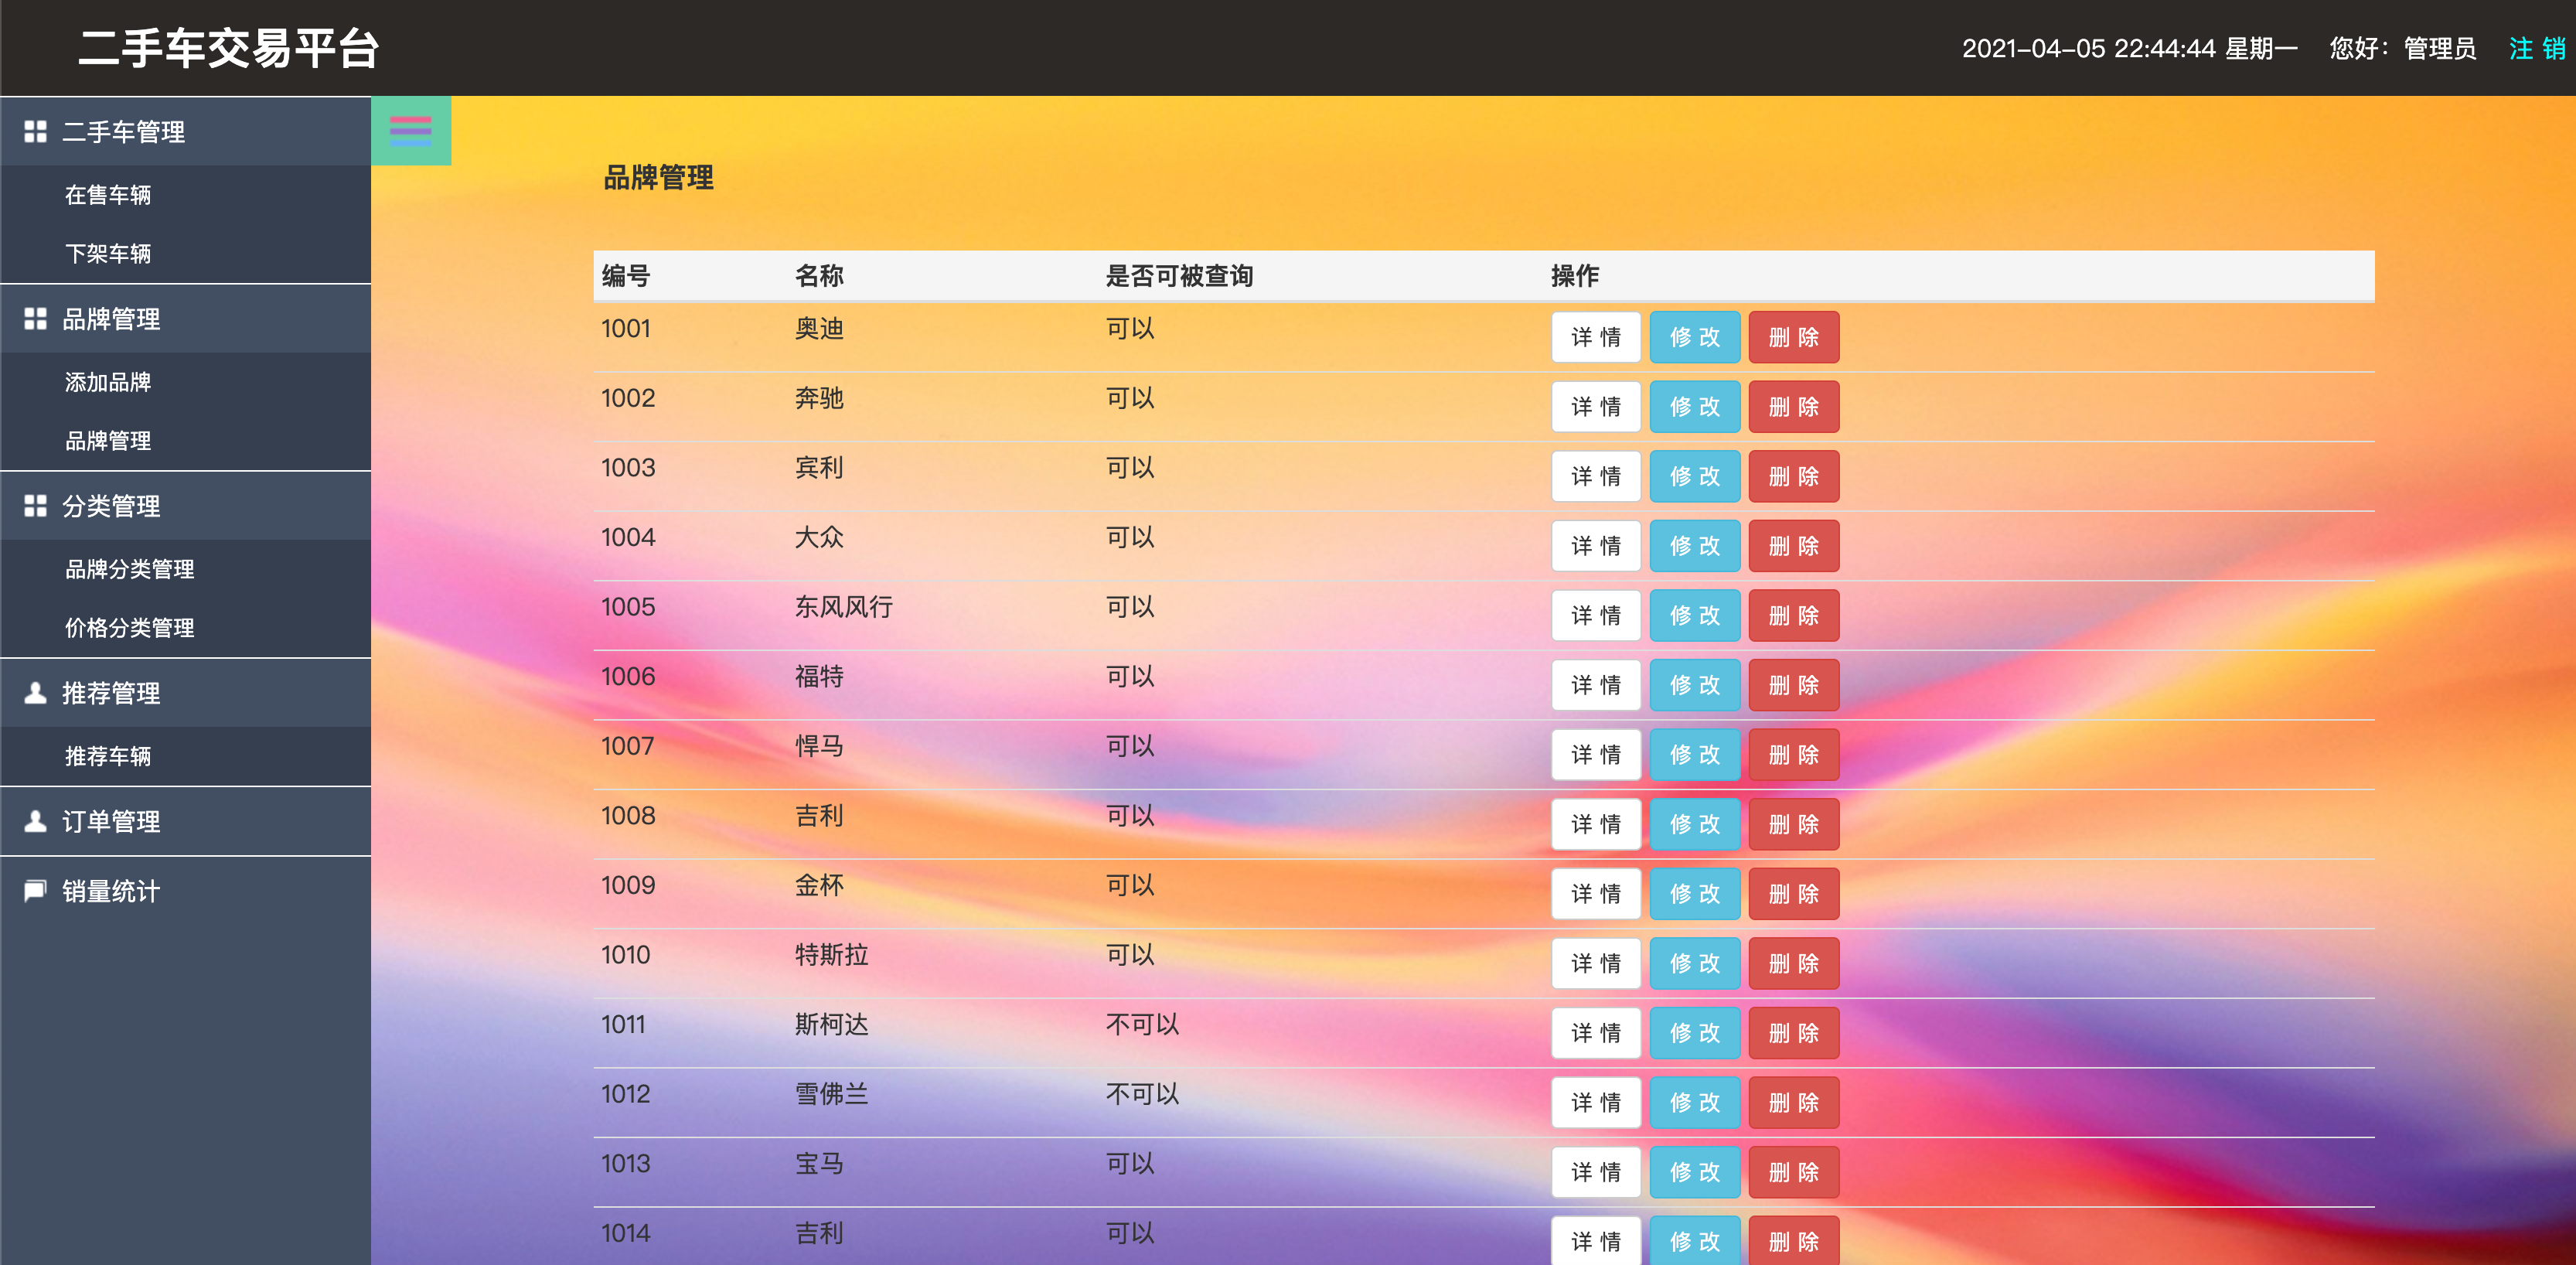 二手车交易平台
2021-04-05 22:44:44 星期一 您好：管理员 注 销
二手车管理
在售车辆
下架车辆
品牌管理
添加品牌
品牌管理
分类管理
品牌分类管理
价格分类管理
推荐管理
推荐车辆
订单管理
销量统计
品牌管理
编号 名称 是否可被查询 操作
1001 奥迪 可以 详 情 修 改 删 除
1002 奔驰 可以 详 情 修 改 删 除
1003 宾利 可以 详 情 修 改 删 除
1004 大众 可以 详 情 修 改 删 除
1005 东风风行 可以 详 情 修 改 删 除
1006 福特 可以 详 情 修 改 删 除
1007 悍马 可以 详 情 修 改 删 除
1008 吉利 可以 详 情 修 改 删 除
1009 金杯 可以 详 情 修 改 删 除
1010 特斯拉 可以 详 情 修 改 删 除
1011 斯柯达 不可以 详 情 修 改 删 除
1012 雪佛兰 不可以 详 情 修 改 删 除
1013 宝马 可以 详 情 修 改 删 除
1014 吉利 可以 详 情 修 改 删 除